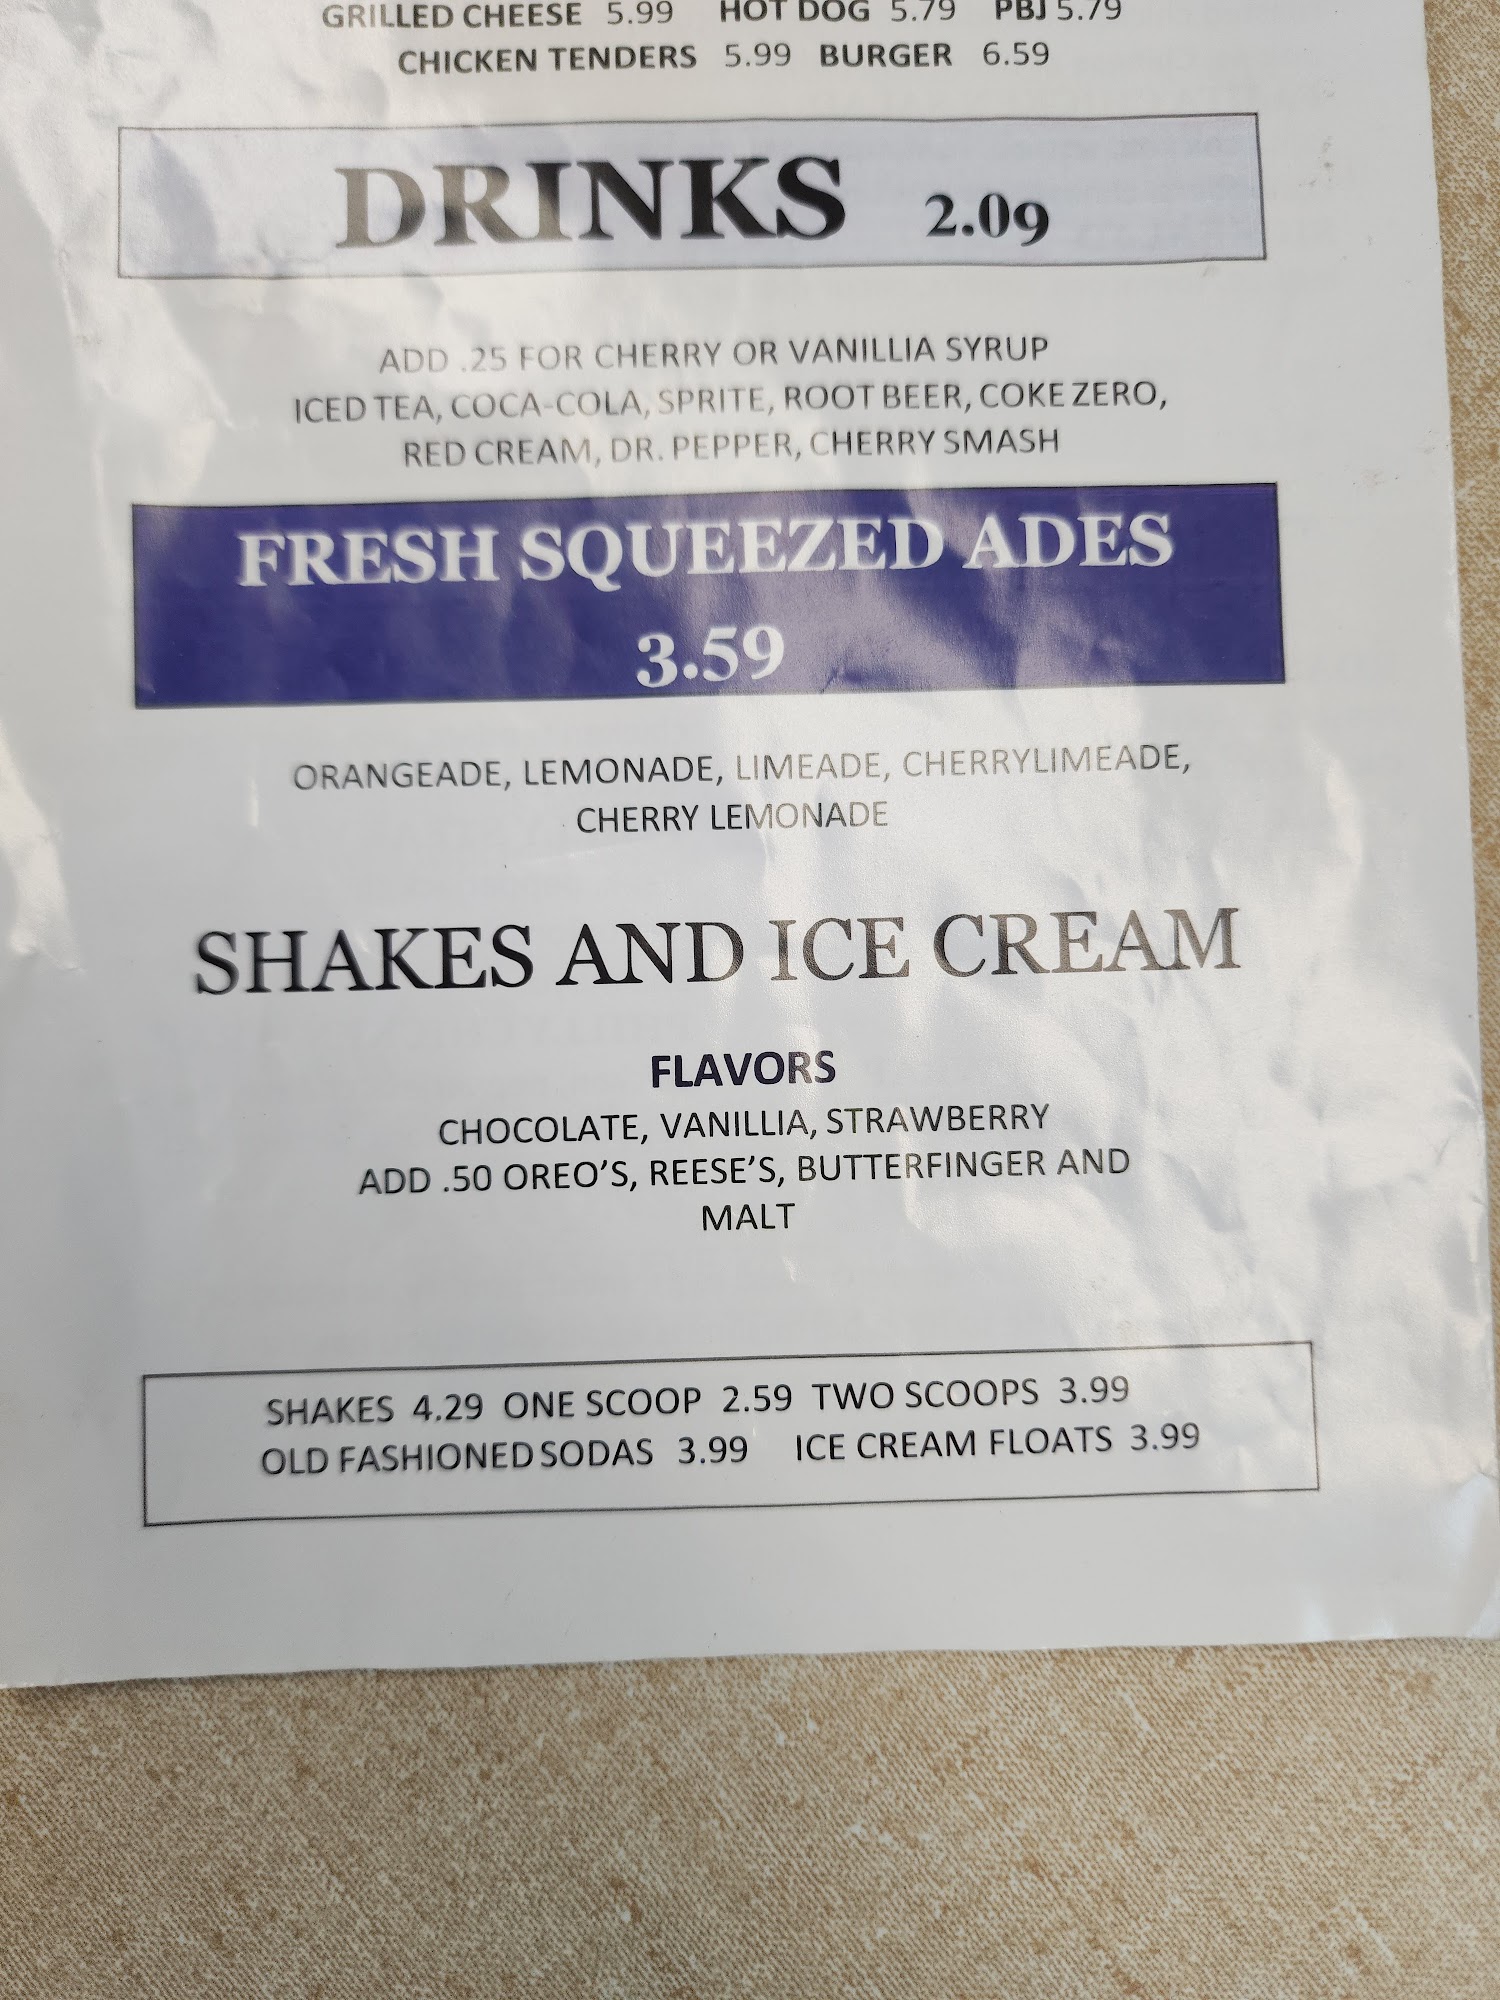 GRILLED CHEESE 5.99 HOT DOG 5.79 PBJ 5.79
CHICKEN TENDERS 5.99 BURGER 6.59
DRINKS 2.09
ADD .25 FOR CHERRY OR VANILLIA SYRUP
ICED TEA, COCA-COLA, SPRITE, ROOT BEER, COKE ZERO,
RED CREAM, DR. PEPPER, CHERRY SMASH
FRESH SQUEEZED ADES
3.59
ORANGEADE, LEMONADE, LIMEADE, CHERRYLIMEADE,
CHERRY LEMONADE
SHAKES AND ICE CREAM
FLAVORS
CHOCOLATE, VANILLIA, STRAWBERRY
ADD .50 OREO'S, REESE'S, BUTTERFINGER AND
MALT
SHAKES 4.29 ONE SCOOP 2.59 TWO SCOOPS 3.99
OLD FASHIONED SODAS 3.99 ICE CREAM FLOATS 3.99